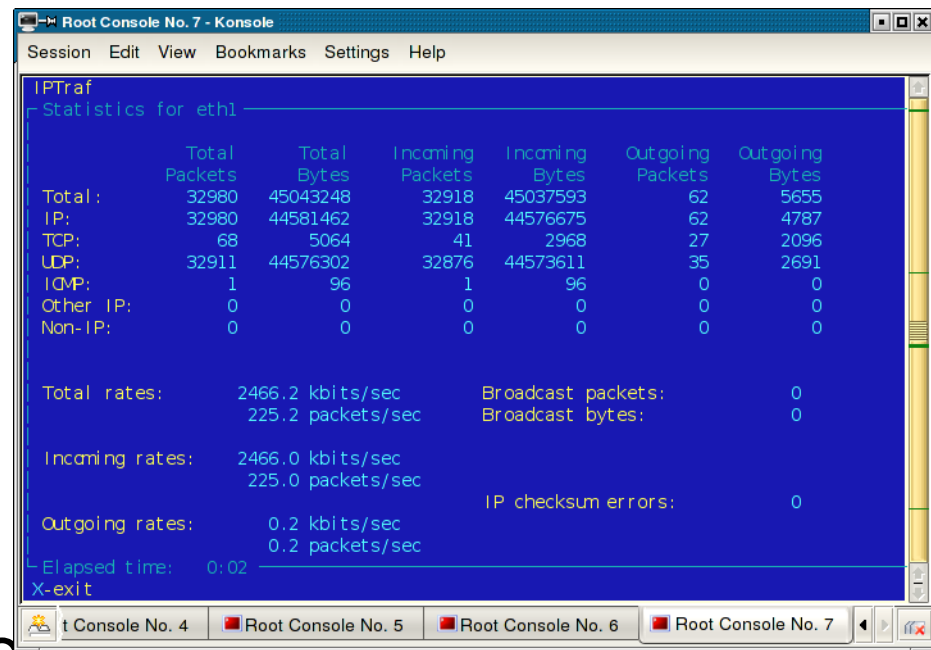 Root Console No. 7 - Konsole
Session Edit View Bookmarks Settings Help
IPTraf
Statistics for eth1
Total Total Incoming Incoming Outgoing Outgoing
Packets Bytes Packets Bytes Packets Bytes
Total: 32980 45043248 32918 45037593 62 5655
IP: 32980 44581462 32918 44576675 62 4787
TCP: 68 5064 41 2968 27 2096
UDP: 32911 44576302 32876 44573611 35 2691
ICMP: 1 96 1 96 0 0
Other IP: 0 0 0 0 0 0
Non-IP: 0 0 0 0 0 0
Total rates: 2466.2 kbits/sec Broadcast packets: 0
225.2 packets/sec Broadcast bytes: 0
Incoming rates: 2466.0 kbits/sec
225.0 packets/sec
IP checksum errors: 0
Outgoing rates: 0.2 kbits/sec
0.2 packets/sec
Elapsed time: 0:02
X-exit
t Console No. 4 Root Console No. 5 Root Console No. 6 Root Console No. 7